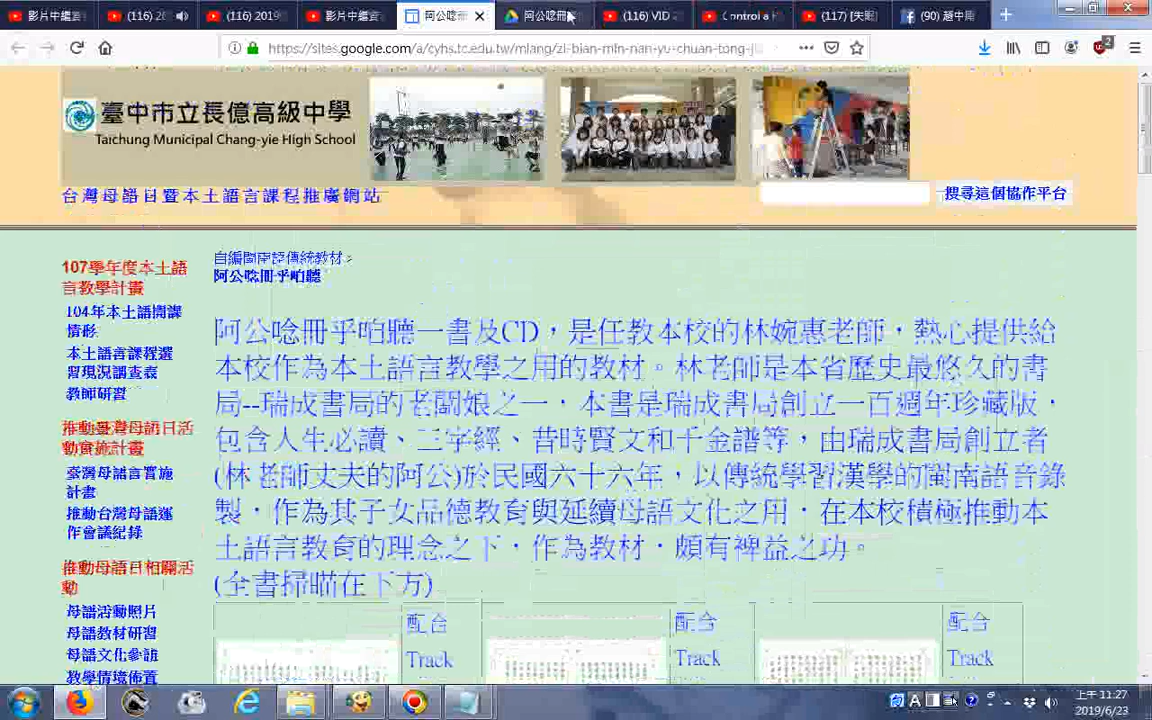 影片中繼
(116) 2
(116) 2019
影片中繼
阿公唸冊
阿公唸冊
(116) VID
Control a
(117) [失眠
(90) 趙中周
https://sites.google.com/a/cyhs.tc.edu.tw/mlang/zi-bian-min-nan-yu-chuan-tong-j
臺中市立長億高級中學
Taichung Municipal Chang-yie High School
台灣母語日暨本土語言課程推廣網站
搜尋這個協作平台
107學年度本土語
言教學計畫
104年本土語開課
情形
本土語言課程選
習現況調查表
教師研習
推動臺灣母語日活
動實施計畫
臺灣母語言實施
計畫
推動台灣母語運
作會議紀錄
推動母語日相關活
動
母語活動照片
母語教材研習
母語文化參訪
教學情境佈置
自編閩南語傳統教材 >
阿公唸冊乎咱聽
阿公唸冊乎咱聽一書及CD，是任教本校的林婉惠老師，熱心提供給
本校作為本土語言教學之用的教材。林老師是本省歷史最悠久的書
局--瑞成書局的老闆娘之一，本書是瑞成書局創立一百週年珍藏版，
包含人生必讀、三字經、昔時賢文和千金譜等，由瑞成書局創立者
(林老師丈夫的阿公)於民國六十六年，以傳統學習漢學的閩南語音錄
製，作為其子女品德教育與延續母語文化之用，在本校積極推動本
土語言教育的理念之下，作為教材，頗有裨益之功。
(全書掃瞄在下方)
配合
Track
配合
Track
配合
Track
上午 11:27
2019/6/23